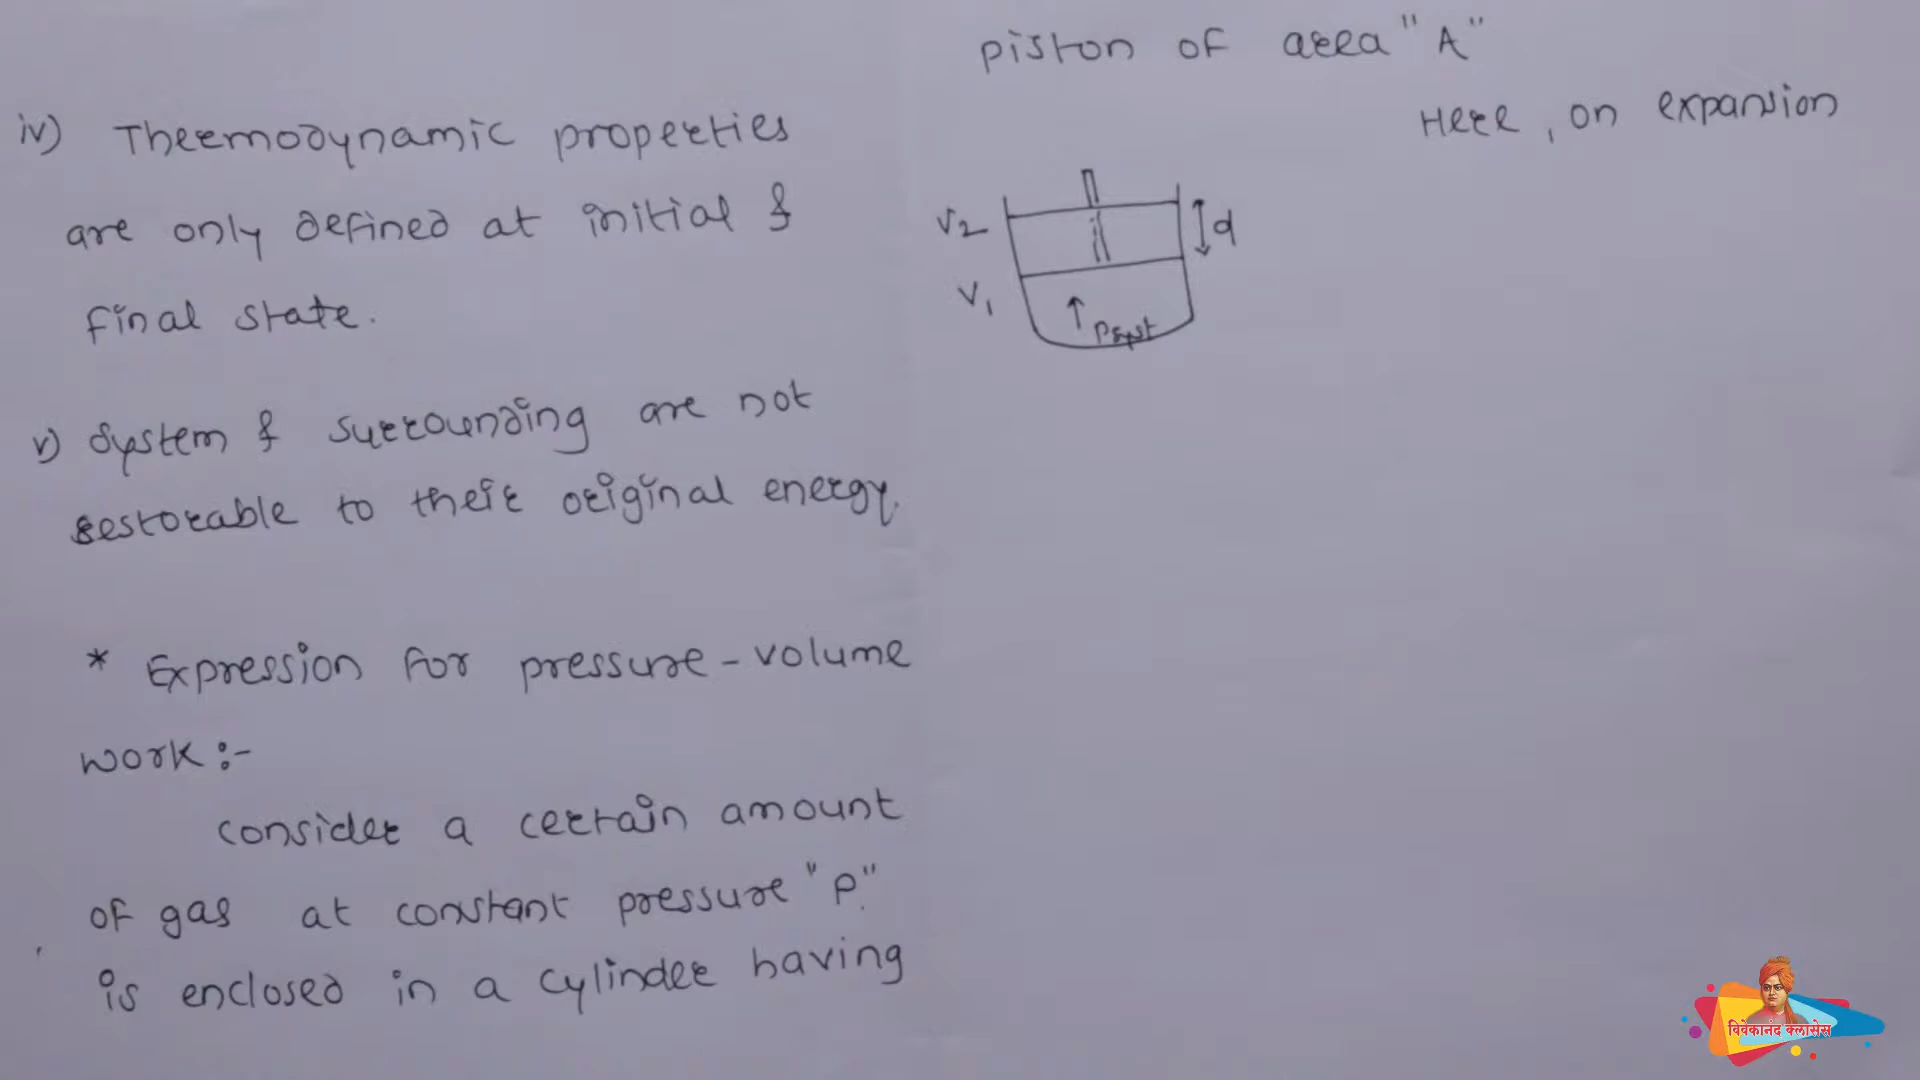 iv) Thermodynamic properties
are only defined at initial &
final state.
v) System & surrounding are not
restorable to their original energy.
* Expression for pressure-volume
work:-
consider a certain amount
of gas at constant pressure "P"
is enclosed in a cylinder having
piston of area "A"
Here, on expansion
V2
d
V1
विवेकानंद क्लासेस